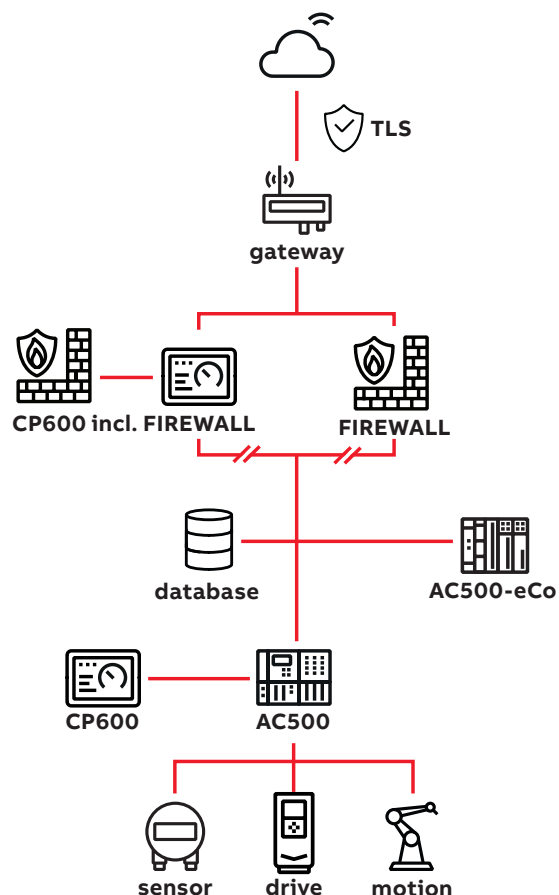 TLS
gateway
CP600 incl. FIREWALL
FIREWALL
database
AC500-eCo
CP600
AC500
sensor
drive
motion